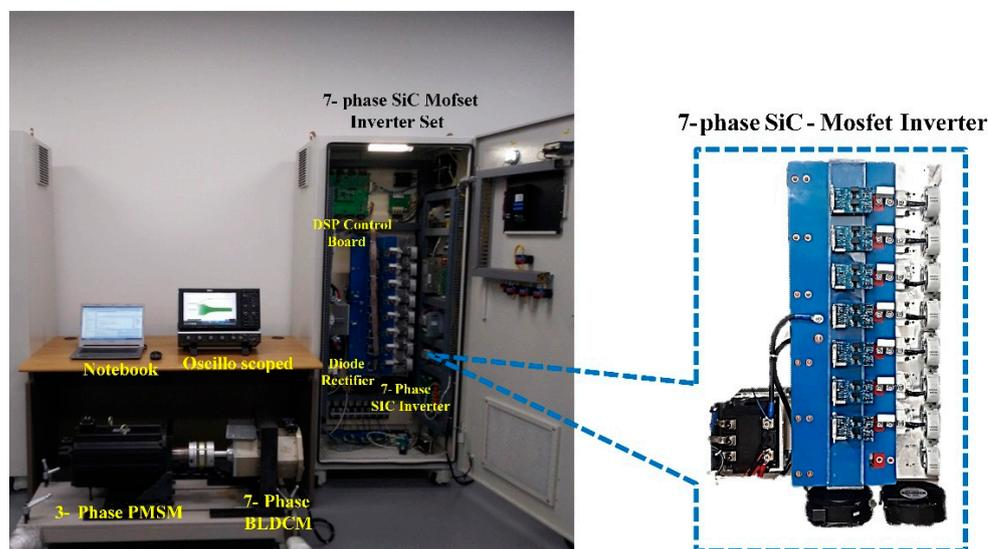 7- phase SiC Mofset
Inverter Set
7-phase SiC - Mosfet Inverter
DSP Control
Board
Notebook
Oscillo scoped
Diode
Rectifier
7- Phase
SIC Inverter
3- Phase PMSM
7- Phase
BLDCM